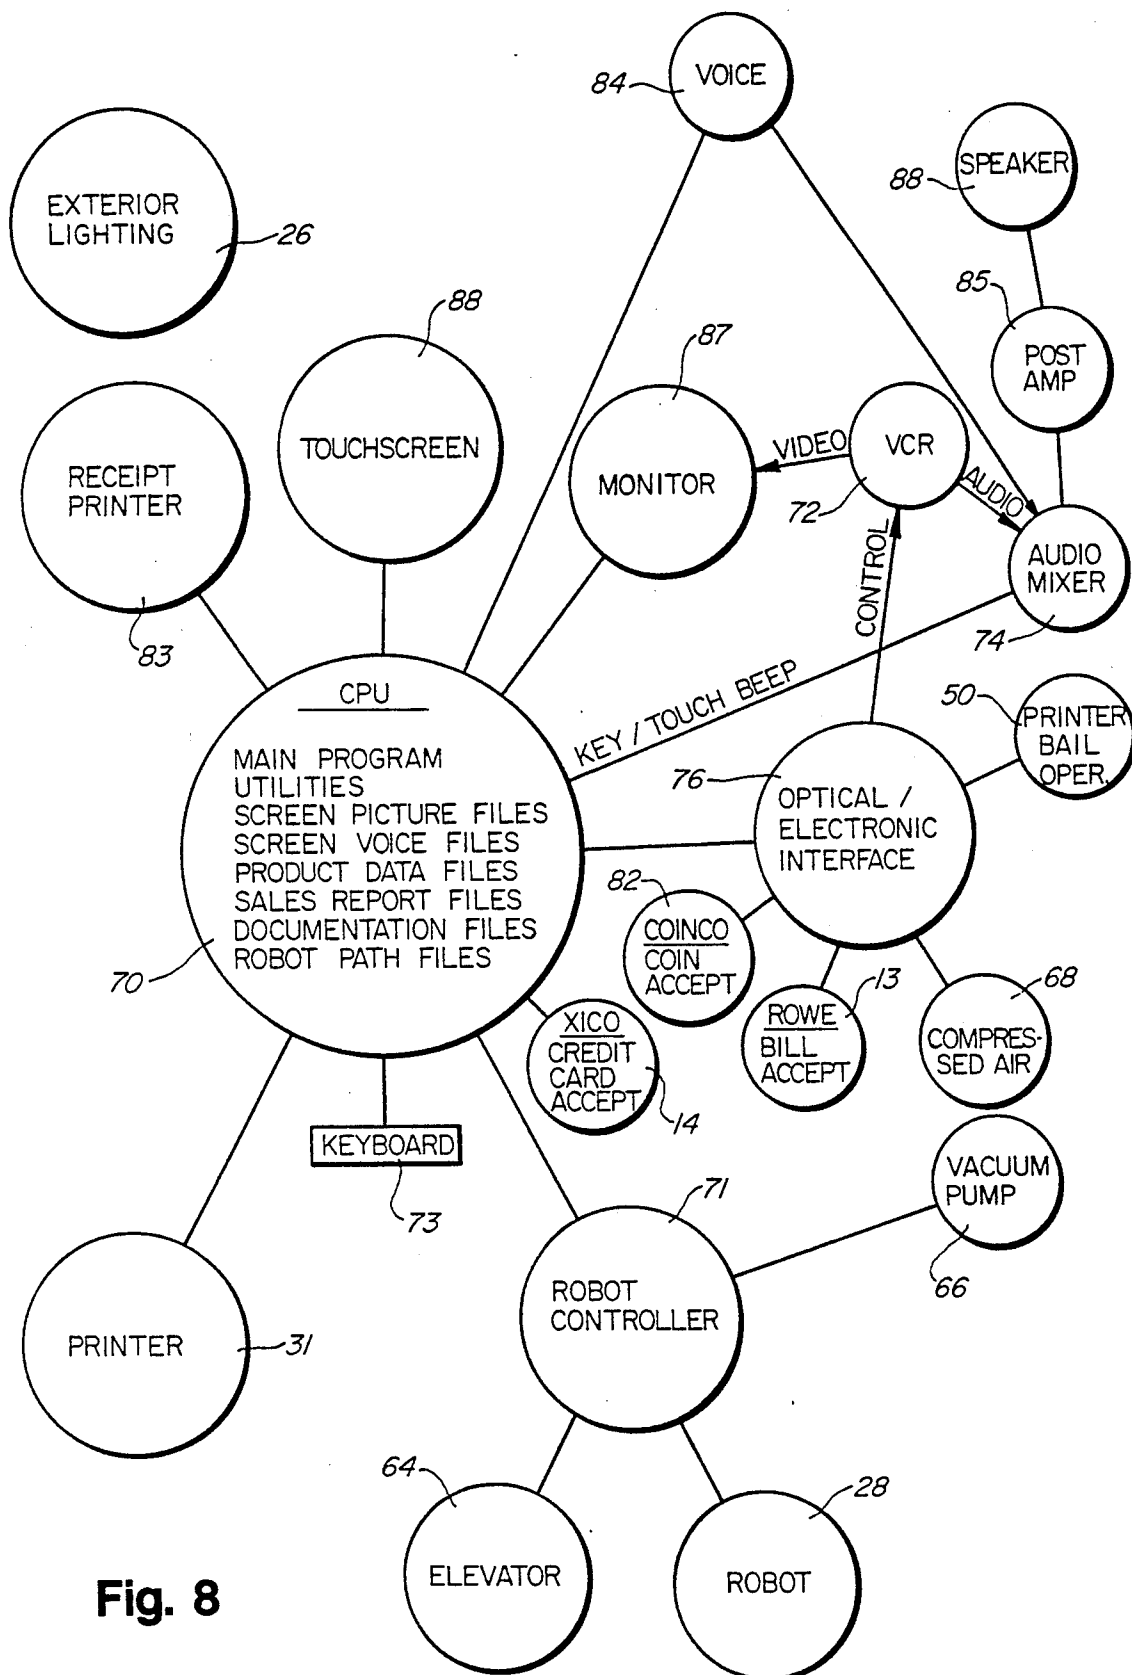 VOICE
84
SPEAKER
88
EXTERIOR
LIGHTING
26
85
POST
AMP
88
TOUCHSCREEN
87
MONITOR
VIDEO
VCR
72
AUDIO
RECEIPT
PRINTER
83
CONTROL
AUDIO
MIXER
74
KEY / TOUCH BEEP
50
PRINTER
BAIL
OPER.
CPU
MAIN PROGRAM
UTILITIES
SCREEN PICTURE FILES
SCREEN VOICE FILES
PRODUCT DATA FILES
SALES REPORT FILES
DOCUMENTATION FILES
ROBOT PATH FILES
70
76
OPTICAL /
ELECTRONIC
INTERFACE
82
COINCO
COIN
ACCEPT
13
ROWE
BILL
ACCEPT
68
COMPRES-
SED AIR
XICO
CREDIT
CARD
ACCEPT
14
KEYBOARD
73
VACUUM
PUMP
66
71
ROBOT
CONTROLLER
PRINTER
31
64
ELEVATOR
28
ROBOT
Fig. 8